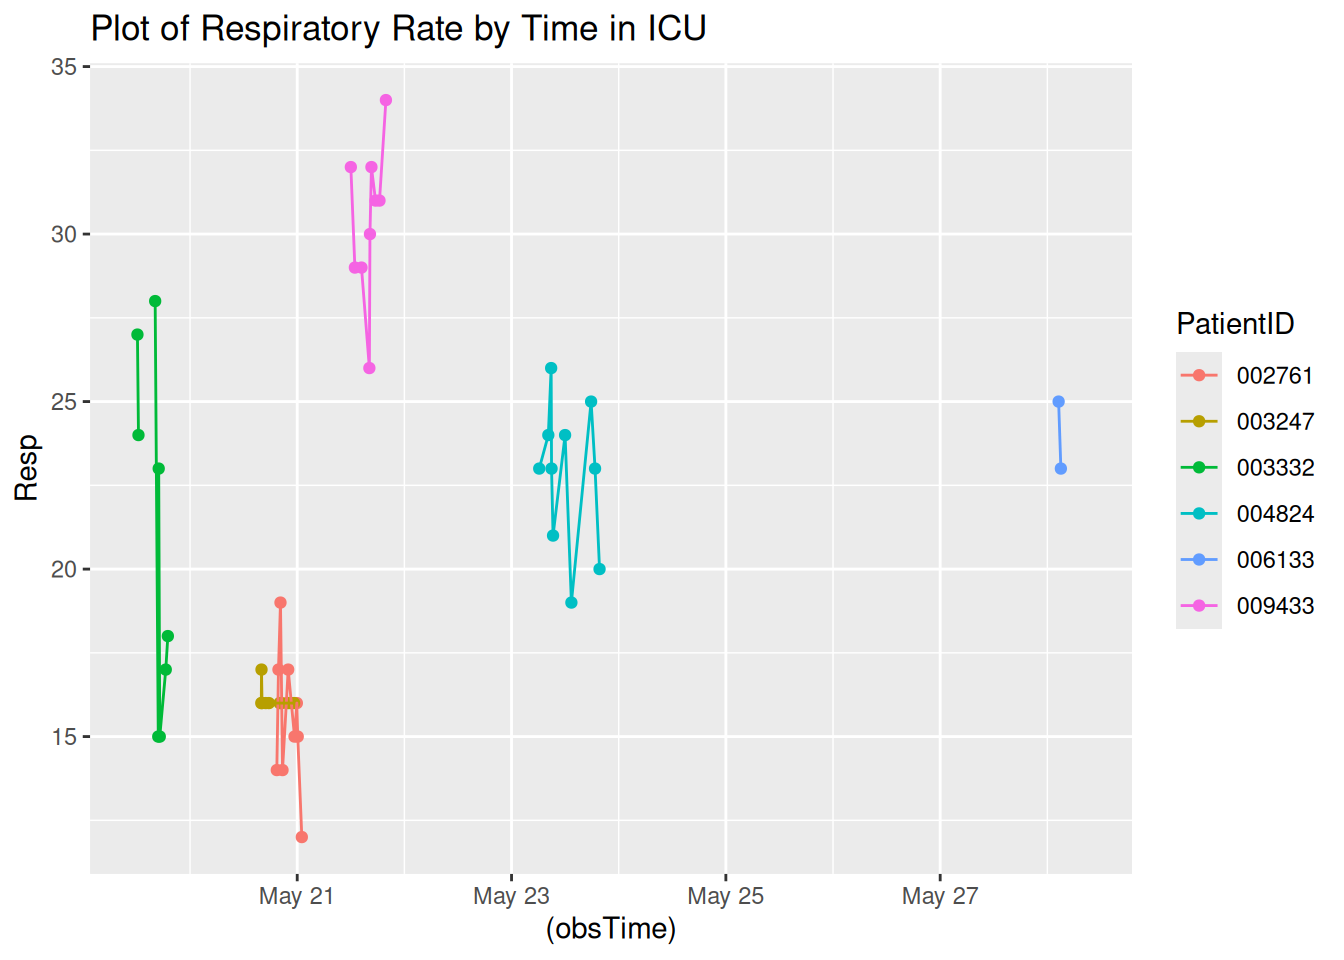 Plot of Respiratory Rate by Time in ICU
35
30
25
20
15
Resp
May 21
May 23
May 25
May 27
(obsTime)
PatientID
002761
003247
003332
004824
006133
009433